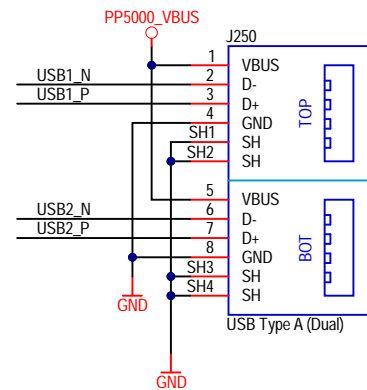 PP5000_VBUS
J250
1 VBUS
USB1_N 2 D-
USB1_P 3 D+
4 GND
SH1 SH
SH2 SH
TOP
5 VBUS
USB2_N 6 D-
USB2_P 7 D+
8 GND
SH3 SH
SH4 SH
BOT
GND
USB Type A (Dual)
GND